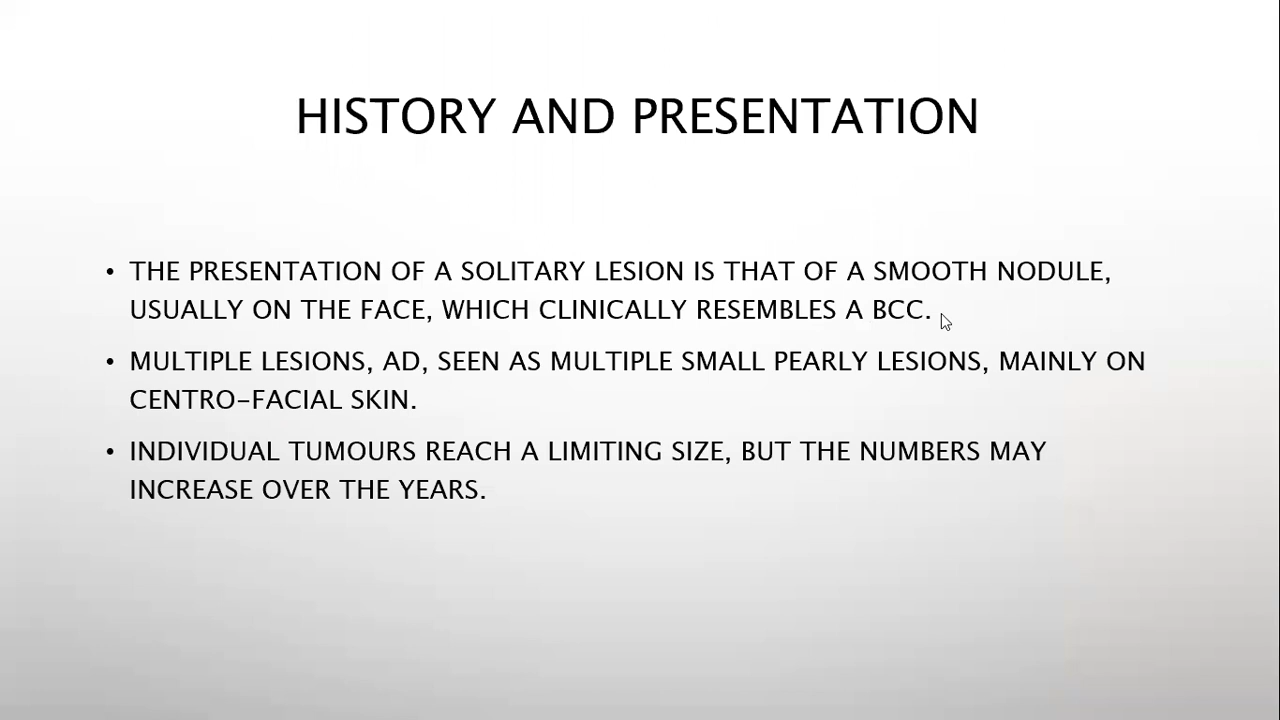 HISTORY AND PRESENTATION
• THE PRESENTATION OF A SOLITARY LESION IS THAT OF A SMOOTH NODULE,
USUALLY ON THE FACE, WHICH CLINICALLY RESEMBLES A BCC.
• MULTIPLE LESIONS, AD, SEEN AS MULTIPLE SMALL PEARLY LESIONS, MAINLY ON
CENTRO-FACIAL SKIN.
• INDIVIDUAL TUMOURS REACH A LIMITING SIZE, BUT THE NUMBERS MAY
INCREASE OVER THE YEARS.